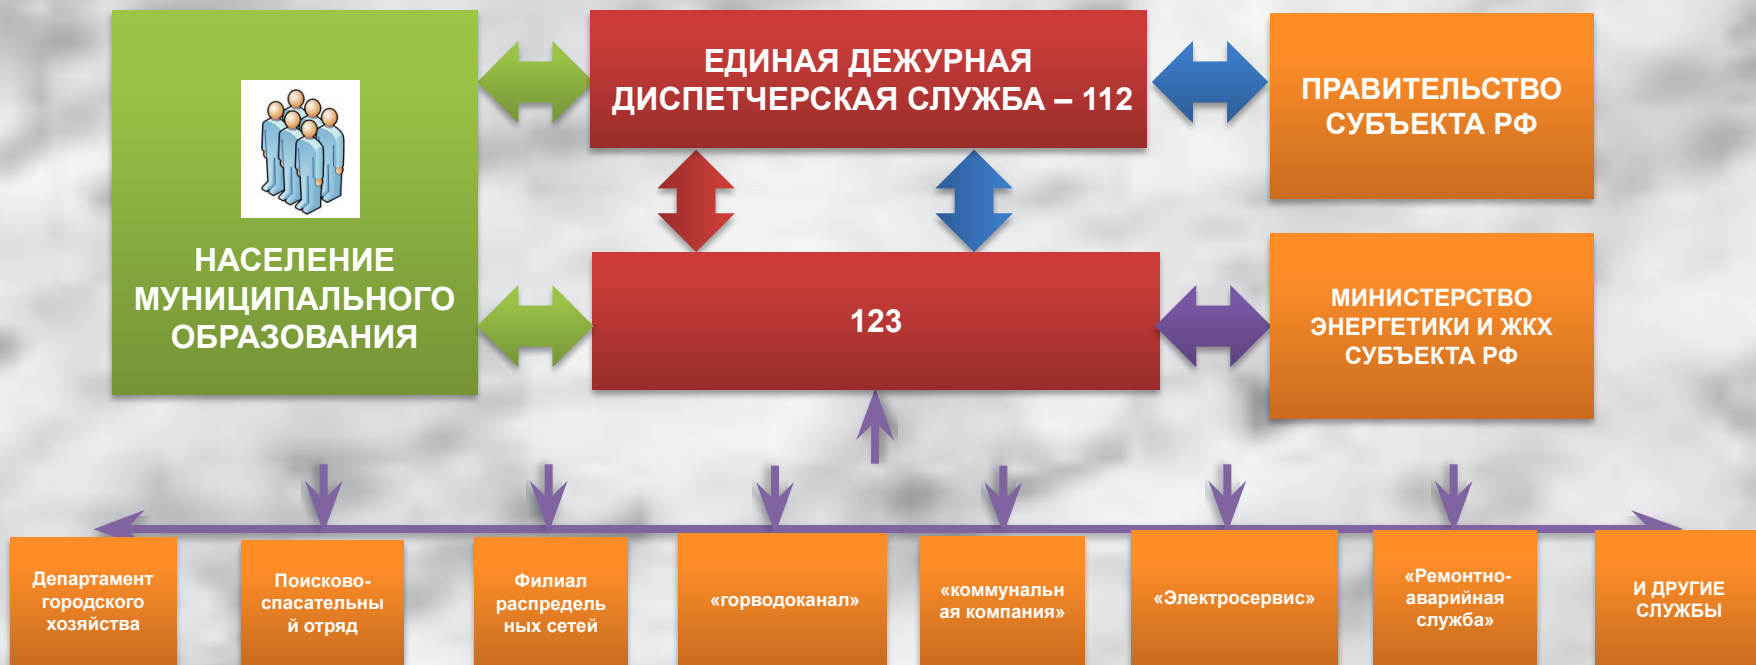 ЕДИНАЯ ДЕЖУРНАЯ
ДИСПЕТЧЕРСКАЯ СЛУЖБА – 112
ПРАВИТЕЛЬСТВО
СУБЪЕКТА РФ
НАСЕЛЕНИЕ
МУНИЦИПАЛЬНОГО
ОБРАЗОВАНИЯ
123
МИНИСТЕРСТВО
ЭНЕРГЕТИКИ И ЖКХ
СУБЪЕКТА РФ
Департамент
городского
хозяйства
Поисково-
спасательны
й отряд
Филиал
распредель
ных сетей
«горводоканал»
«коммунальн
ая компания»
«Электросервис»
«Ремонтно-
аварийная
служба»
И ДРУГИЕ
СЛУЖБЫ